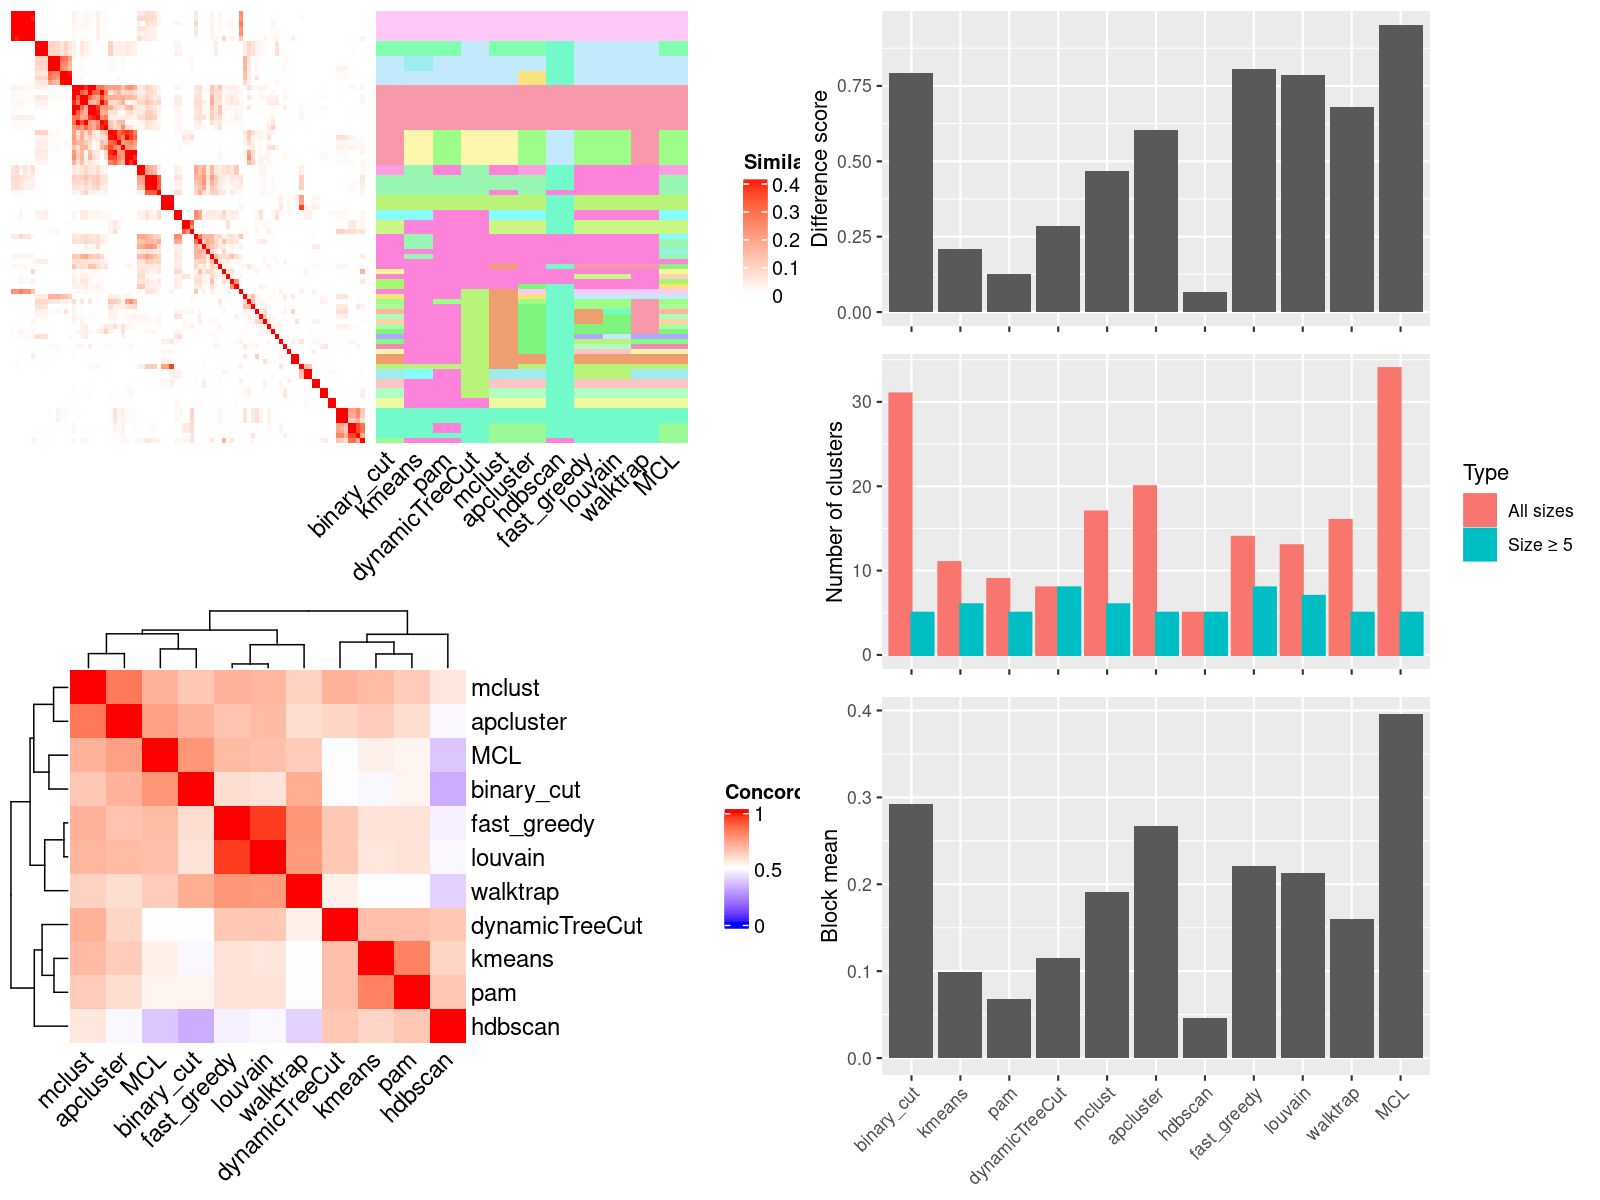 Simila
0.4
0.3
0.2
0.1
0
binary_cut
kmeans
pam
dynamicTreeCut
mclust
apcluster
hdbscan
fast_greedy
louvain
walktrap
MCL
mclust
apcluster
MCL
binary_cut
fast_greedy
louvain
walktrap
dynamicTreeCut
kmeans
pam
hdbscan
mclust
apcluster
MCL
binary_cut
fast_greedy
louvain
walktrap
dynamicTreeCut
kmeans
pam
hdbscan
Concord
1
0.5
0
Difference score
0.75
0.50
0.25
0.00
Number of clusters
30
20
10
0
Type
All sizes
Size ≥ 5
Block mean
0.4
0.3
0.2
0.1
0.0
binary_cut
kmeans
pam
dynamicTreeCut
mclust
apcluster
hdbscan
fast_greedy
louvain
walktrap
MCL